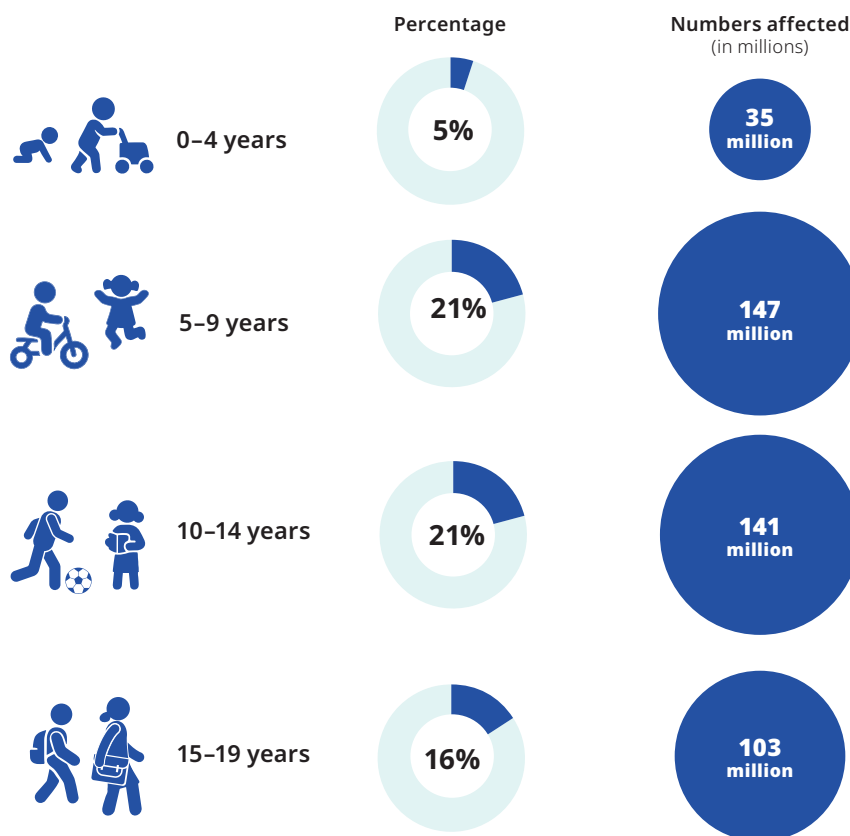 Percentage
Numbers affected
(in millions)
0–4 years
5%
35
million
5–9 years
21%
147
million
10–14 years
21%
141
million
15–19 years
16%
103
million